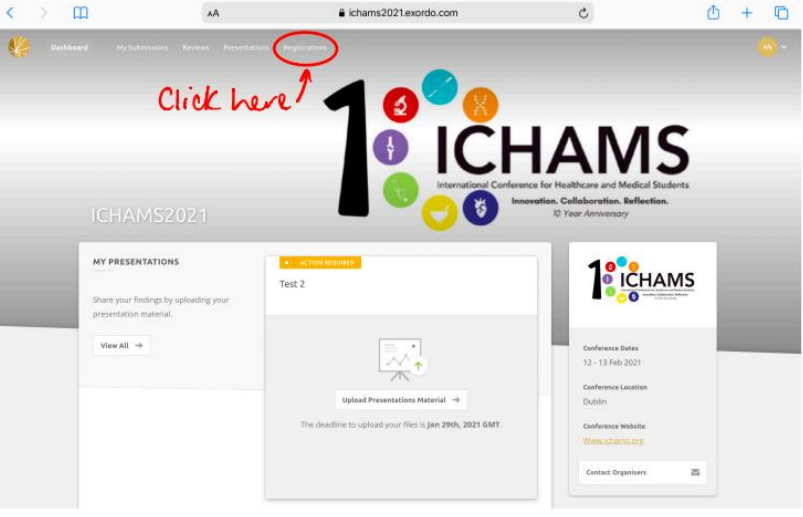 AA
ichams2021.exordo.com
Dashboard My Submissions Reviews Presentations Registrations
AN
Click here
1
ICHAMS
International Conference for Healthcare and Medical Students
Innovation. Collaboration. Reflection.
10 Year Anniversary
ICHAMS2021
MY PRESENTATIONS
Share your findings by uploading your
presentation material.
View All →
ACTION REQUIRED
Test 2
Upload Presentations Material →
The deadline to upload your files is Jan 29th, 2021 GMT.
1 ICHAMS
Conference Dates
12 - 13 Feb 2021
Conference Location
Dublin
Conference Website
Www.ichams.org
Contact Organisers